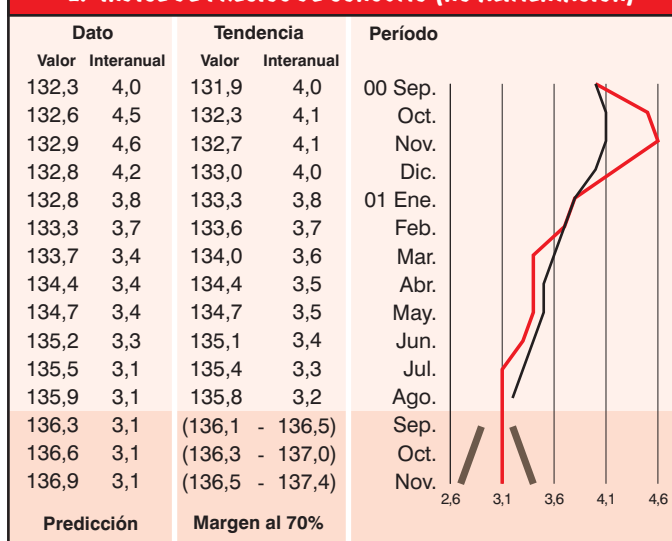 Dato Tendencia Período
Valor Interanual Valor Interanual
132,3 4,0 131,9 4,0 00 Sep.
132,6 4,5 132,3 4,1 Oct.
132,9 4,6 132,7 4,1 Nov.
132,8 4,2 133,0 4,0 Dic.
132,8 3,8 133,3 3,8 01 Ene.
133,3 3,7 133,6 3,7 Feb.
133,7 3,4 134,0 3,6 Mar.
134,4 3,4 134,4 3,5 Abr.
134,7 3,4 134,7 3,5 May.
135,2 3,3 135,1 3,4 Jun.
135,5 3,1 135,4 3,3 Jul.
135,9 3,1 135,8 3,2 Ago.
136,3 3,1 (136,1 - 136,5) Sep.
136,6 3,1 (136,3 - 137,0) Oct.
136,9 3,1 (136,5 - 137,4) Nov.
2,6 3,1 3,6 4,1 4,6
Predicción Margen al 70%